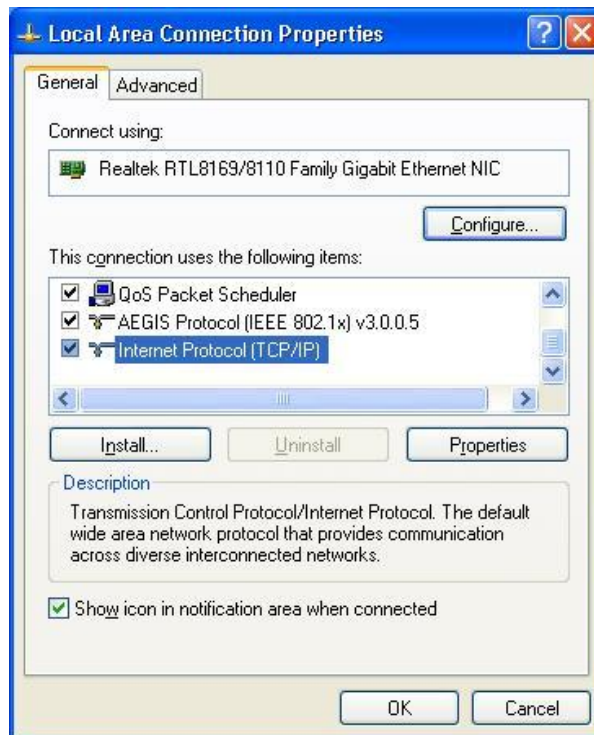 Local Area Connection Properties
General
Advanced
Connect using:
Realtek RTL8169/8110 Family Gigabit Ethernet NIC
Configure...
This connection uses the following items:
QoS Packet Scheduler
AEGIS Protocol (IEEE 802.1x) v3.0.0.5
Internet Protocol (TCP/IP)
Install...
Uninstall
Properties
Description
Transmission Control Protocol/Internet Protocol. The default
wide area network protocol that provides communication
across diverse interconnected networks.
Show icon in notification area when connected
OK
Cancel